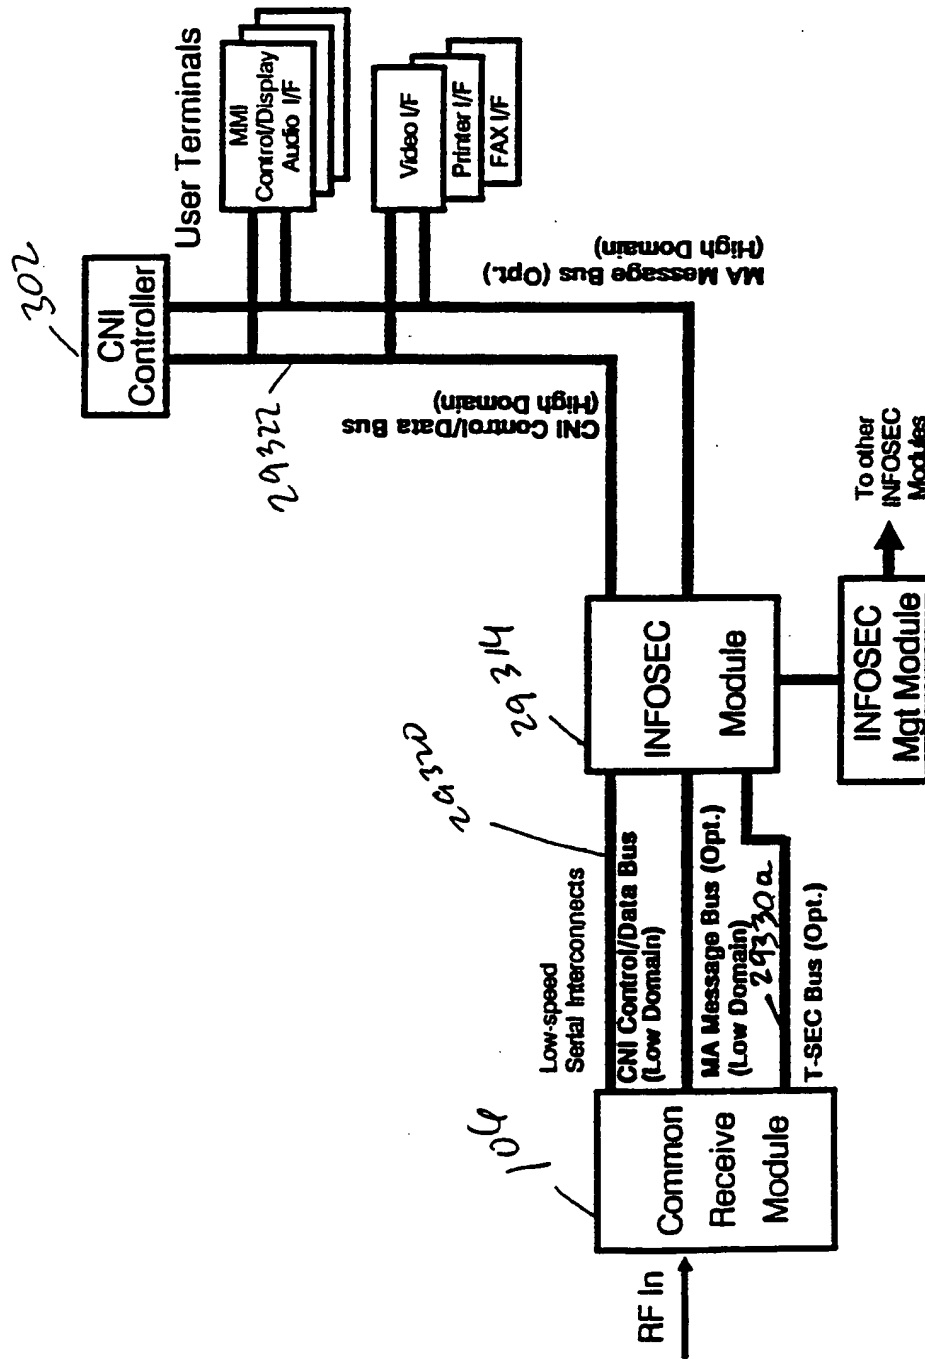 RF In
104
Common
Receive
Module
Low-speed
Serial Interconnects
29320
CNI Control/Data Bus
(Low Domain)
MA Message Bus (Opt.)
(Low Domain)
29330a
T-SEC Bus (Opt.)
29314
INFOSEC
Module
INFOSEC
Mgt Module
To other
INFOSEC
Modules
29322
CNI Control/Data Bus
(High Domain)
MA Message Bus (Opt.)
(High Domain)
302
CNI
Controller
User Terminals
MMI
Control/Display
Audio I/F
Video I/F
Printer I/F
FAX I/F